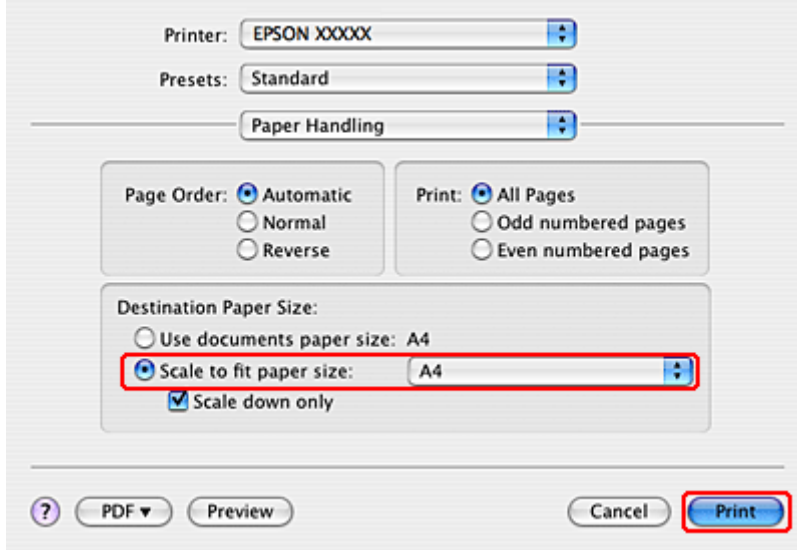 Printer: EPSON XXXXX
Presets: Standard
Paper Handling
Page Order: Automatic
Normal
Reverse
Print: All Pages
Odd numbered pages
Even numbered pages
Destination Paper Size:
Use documents paper size: A4
Scale to fit paper size: A4
Scale down only
? PDF ▼ Preview Cancel Print